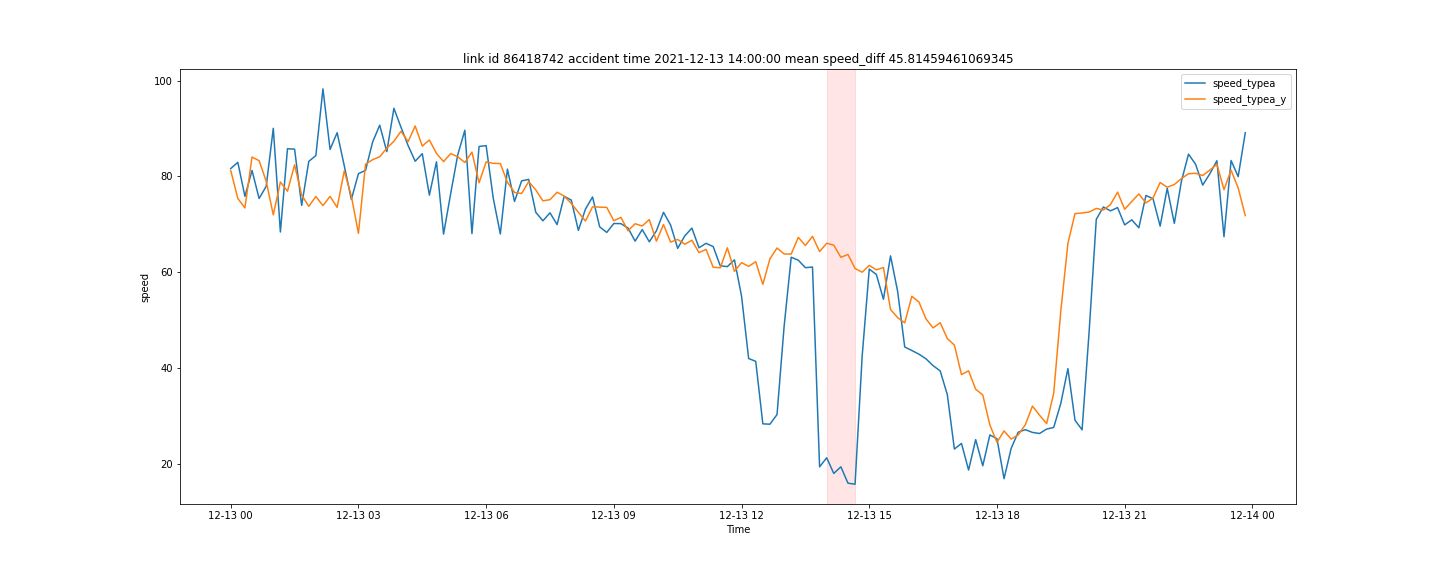 link id 86418742 accident time 2021-12-13 14:00:00 mean speed_diff 45.81459461069345
speed_typea
speed_typea_y
100
80
60
40
20
speed
12-13 00
12-13 03
12-13 06
12-13 09
12-13 12
12-13 15
12-13 18
12-13 21
12-14 00
Time